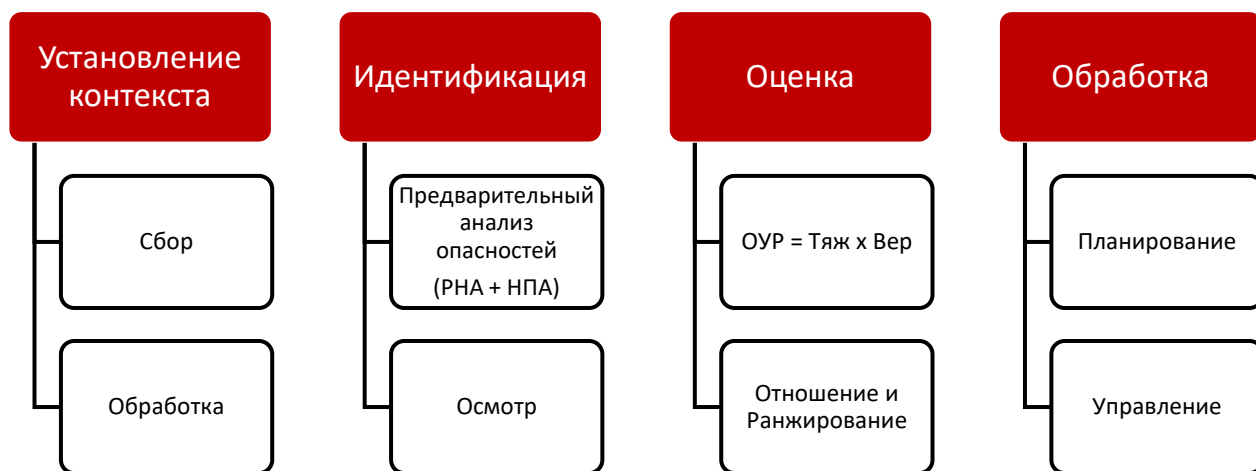 Установление
контекста
Сбор
Обработка
Идентификация
Предварительный
анализ
опасностей
(PHA + НПА)
Осмотр
Оценка
ОУР = Тяж х Вер
Отношение и
Ранжирование
Обработка
Планирование
Управление